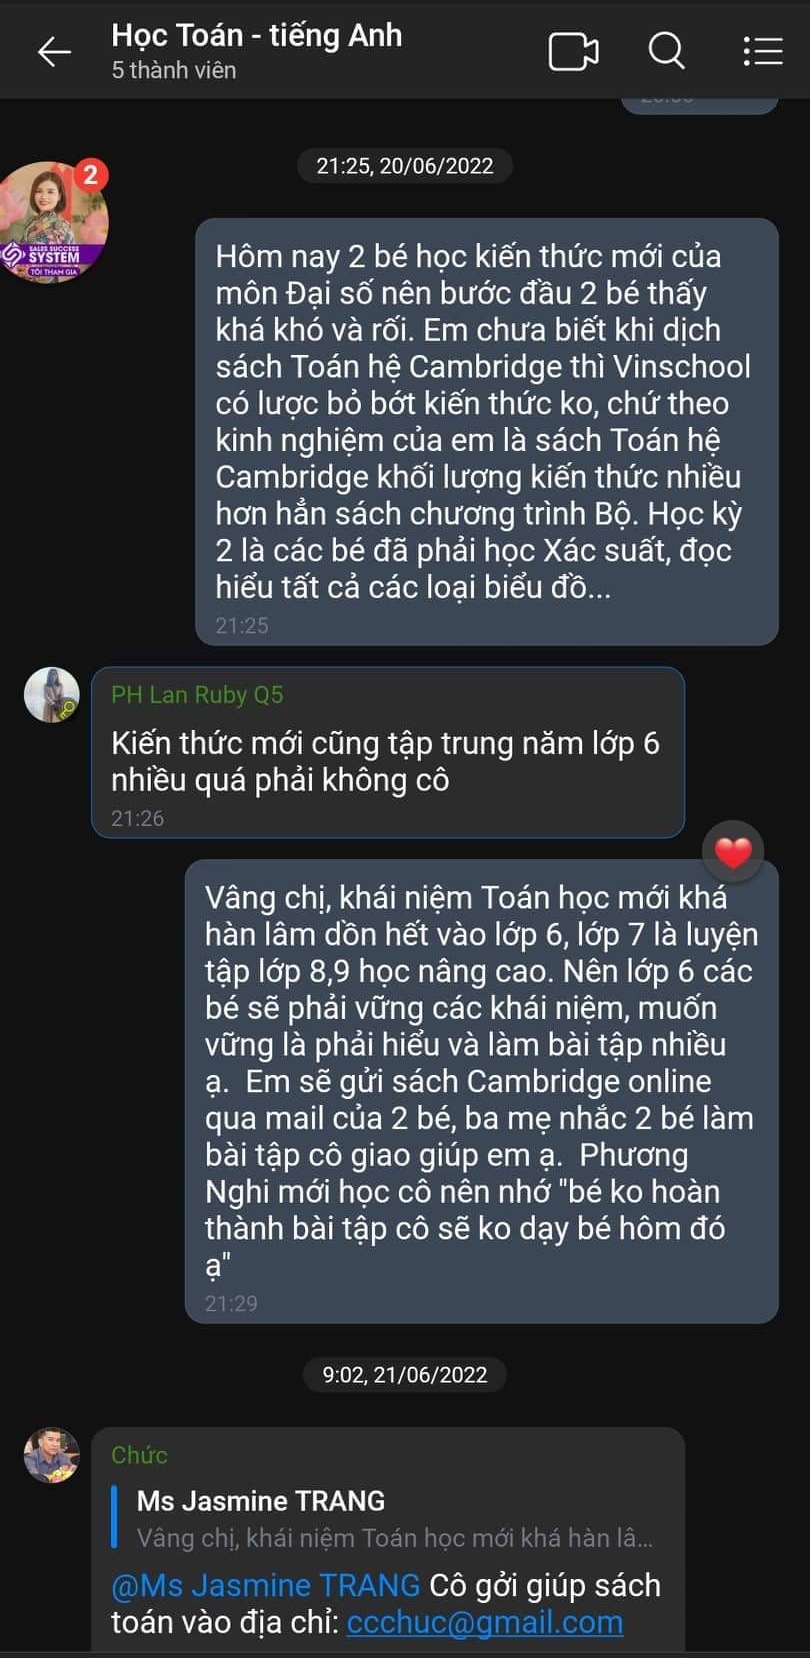 Học Toán - tiếng Anh
5 thành viên
21:25, 20/06/2022
2
SALES SUCCESS
SYSTEM
TÔI THAM GIA
Hôm nay 2 bé học kiến thức mới của
môn Đại số nên bước đầu 2 bé thấy
khá khó và rối. Em chưa biết khi dịch
sách Toán hệ Cambridge thì Vinschool
có lược bỏ bớt kiến thức ko, chứ theo
kinh nghiệm của em là sách Toán hệ
Cambridge khối lượng kiến thức nhiều
hơn hẳn sách chương trình Bộ. Học kỳ
2 là các bé đã phải học Xác suất, đọc
hiểu tất cả các loại biểu đồ...
21:25
PH Lan Ruby Q5
Kiến thức mới cũng tập trung năm lớp 6
nhiều quá phải không cô
21:26
Vâng chị, khái niệm Toán học mới khá
hàn lâm dồn hết vào lớp 6, lớp 7 là luyện
tập lớp 8,9 học nâng cao. Nên lớp 6 các
bé sẽ phải vững các khái niệm, muốn
vững là phải hiểu và làm bài tập nhiều
ạ.  Em sẽ gửi sách Cambridge online
qua mail của 2 bé, ba mẹ nhắc 2 bé làm
bài tập cô giao giúp em ạ.  Phương
Nghi mới học cô nên nhớ "bé ko hoàn
thành bài tập cô sẽ ko dạy bé hôm đó
ạ"
21:29
9:02, 21/06/2022
Chức
Ms Jasmine TRANG
Vâng chị, khái niệm Toán học mới khá hàn lâ...
@Ms Jasmine TRANG Cô gởi giúp sách
toán vào địa chỉ: ccchuc@gmail.com